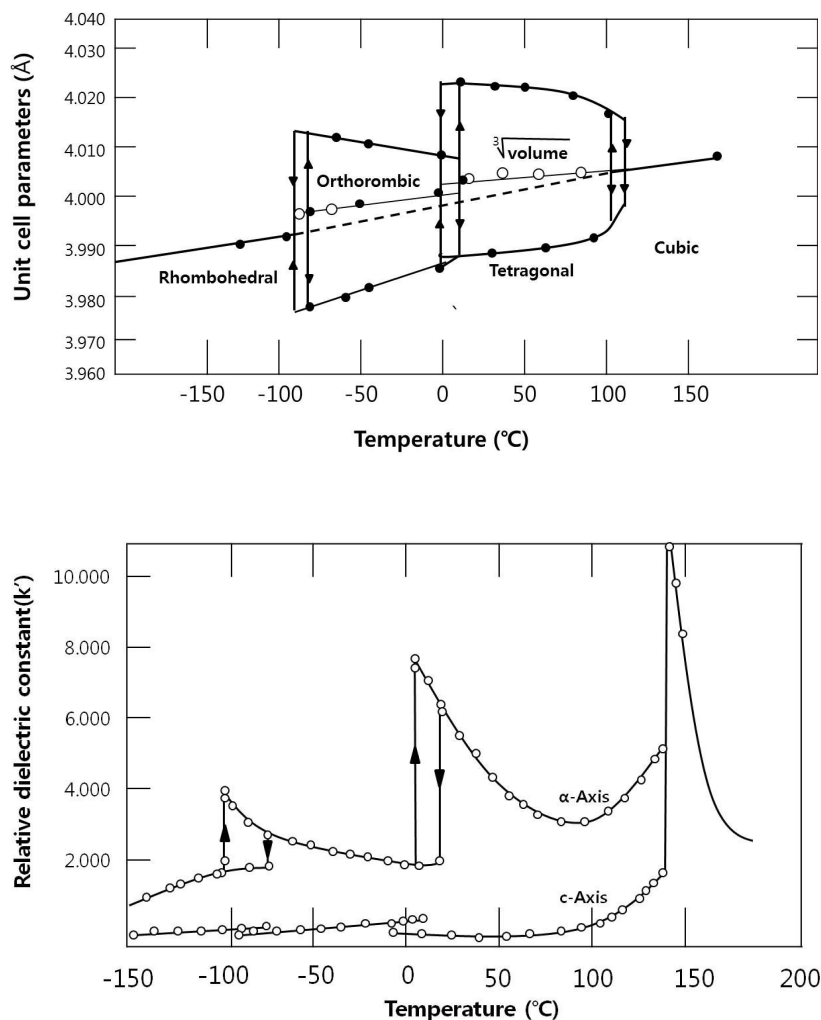 Unit cell parameters (Å)
4.040
4.030
4.020
4.010
4.000
3.990
3.980
3.970
3.960
3
volume
Orthorombic
Rhombohedral
Tetragonal
Cubic
-150
-100
-50
0
50
100
150
Temperature (℃)
Relative dielectric constant(k')
10.000
8.000
6.000
4.000
2.000
α-Axis
c-Axis
-150
-100
-50
0
50
100
150
200
Temperature (℃)